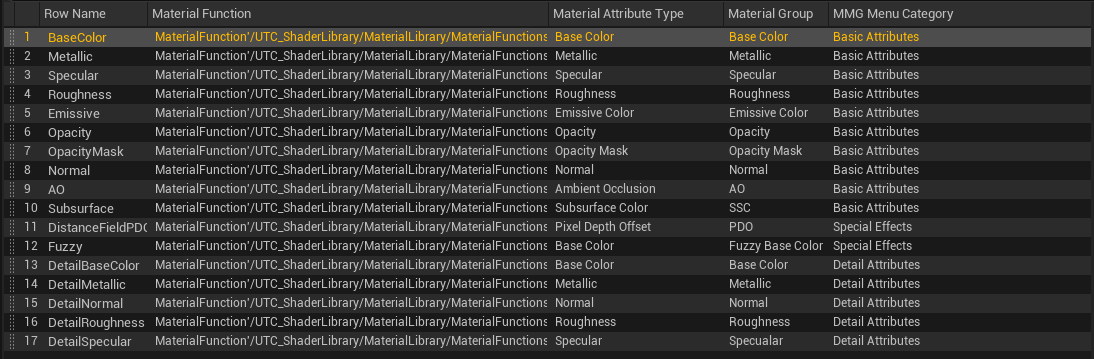 Row Name Material Function Material Attribute Type Material Group MMG Menu Category
1 BaseColor MaterialFunction'/UTC_ShaderLibrary/MaterialLibrary/MaterialFunctions Base Color Base Color Basic Attributes
2 Metallic MaterialFunction'/UTC_ShaderLibrary/MaterialLibrary/MaterialFunctions Metallic Metallic Basic Attributes
3 Specular MaterialFunction'/UTC_ShaderLibrary/MaterialLibrary/MaterialFunctions Specular Specular Basic Attributes
4 Roughness MaterialFunction'/UTC_ShaderLibrary/MaterialLibrary/MaterialFunctions Roughness Roughness Basic Attributes
5 Emissive MaterialFunction'/UTC_ShaderLibrary/MaterialLibrary/MaterialFunctions Emissive Color Emissive Color Basic Attributes
6 Opacity MaterialFunction'/UTC_ShaderLibrary/MaterialLibrary/MaterialFunctions Opacity Opacity Basic Attributes
7 OpacityMask MaterialFunction'/UTC_ShaderLibrary/MaterialLibrary/MaterialFunctions Opacity Mask Opacity Mask Basic Attributes
8 Normal MaterialFunction'/UTC_ShaderLibrary/MaterialLibrary/MaterialFunctions Normal Normal Basic Attributes
9 AO MaterialFunction'/UTC_ShaderLibrary/MaterialLibrary/MaterialFunctions Ambient Occlusion AO Basic Attributes
10 Subsurface MaterialFunction'/UTC_ShaderLibrary/MaterialLibrary/MaterialFunctions Subsurface Color SSC Basic Attributes
11 DistanceFieldPDO MaterialFunction'/UTC_ShaderLibrary/MaterialLibrary/MaterialFunctions Pixel Depth Offset PDO Special Effects
12 Fuzzy MaterialFunction'/UTC_ShaderLibrary/MaterialLibrary/MaterialFunctions Base Color Fuzzy Base Color Special Effects
13 DetailBaseColor MaterialFunction'/UTC_ShaderLibrary/MaterialLibrary/MaterialFunctions Base Color Base Color Detail Attributes
14 DetailMetallic MaterialFunction'/UTC_ShaderLibrary/MaterialLibrary/MaterialFunctions Metallic Metallic Detail Attributes
15 DetailNormal MaterialFunction'/UTC_ShaderLibrary/MaterialLibrary/MaterialFunctions Normal Normal Detail Attributes
16 DetailRoughness MaterialFunction'/UTC_ShaderLibrary/MaterialLibrary/MaterialFunctions Roughness Roughness Detail Attributes
17 DetailSpecular MaterialFunction'/UTC_ShaderLibrary/MaterialLibrary/MaterialFunctions Specular Specualar Detail Attributes